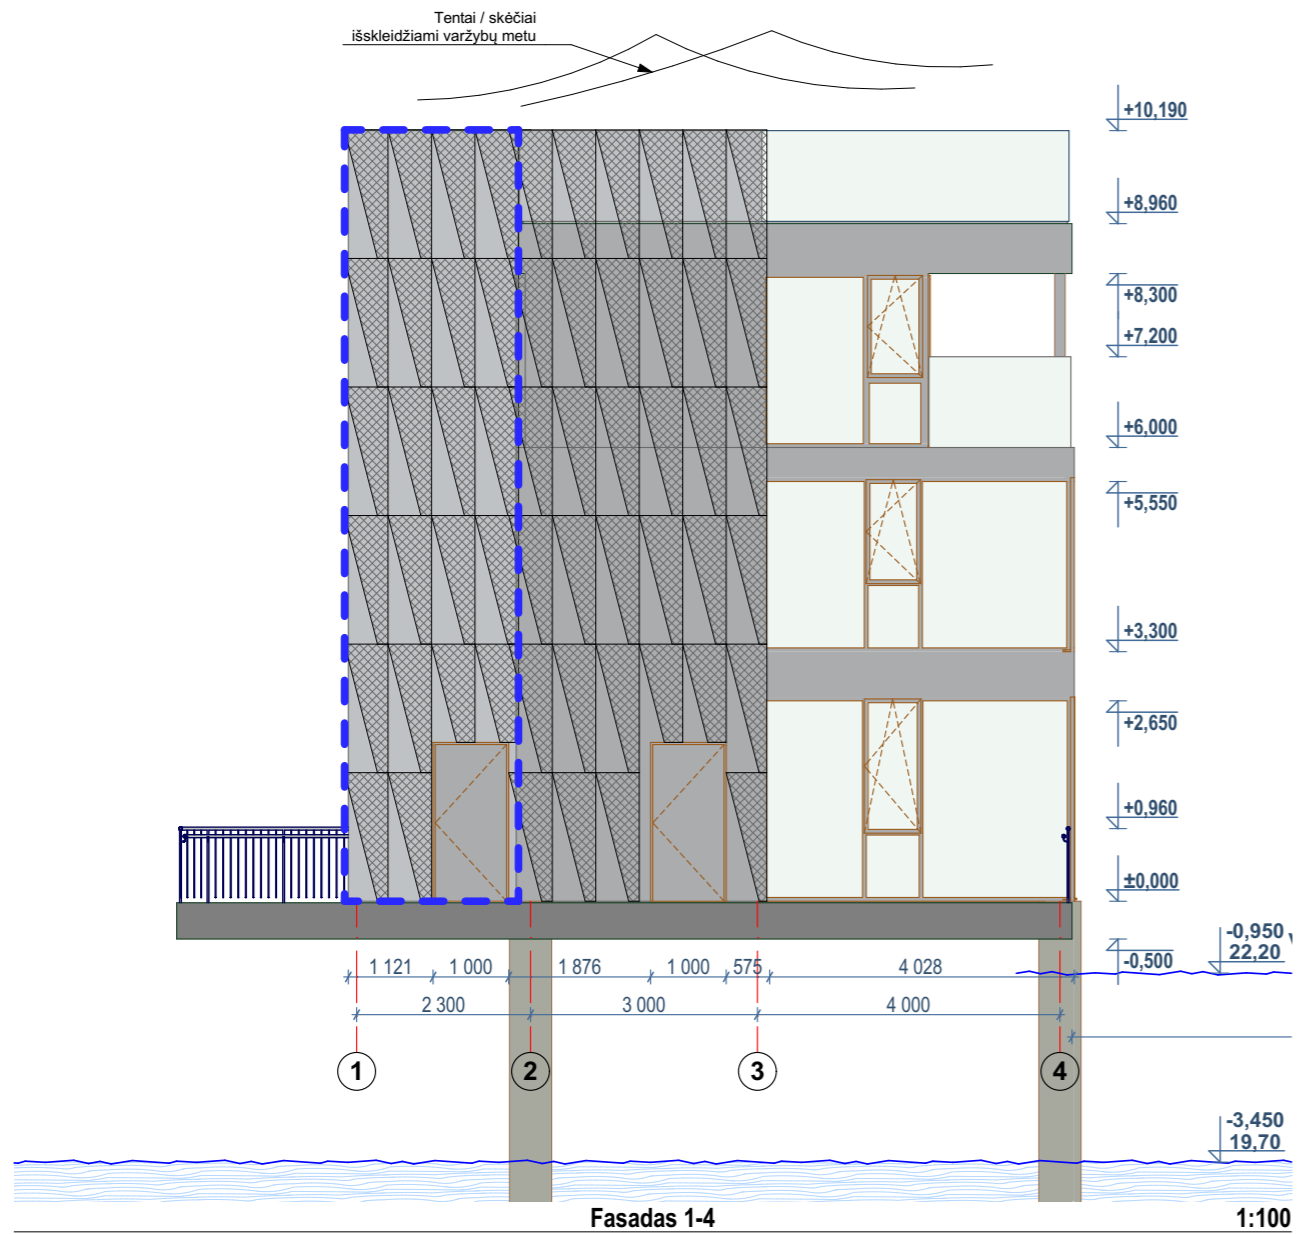 Tentai / skėčiai
išskleidžiami varžybų metu
+10,190
+8,960
+8,300
+7,200
+6,000
+5,550
+3,300
+2,650
+0,960
±0,000
-0,950
22,20
-0,500
1 121 1 000 1 876 1 000 575 4 028
2 300 3 000 4 000
1 2 3 4
-3,450
19,70
Fasadas 1-4 1:100